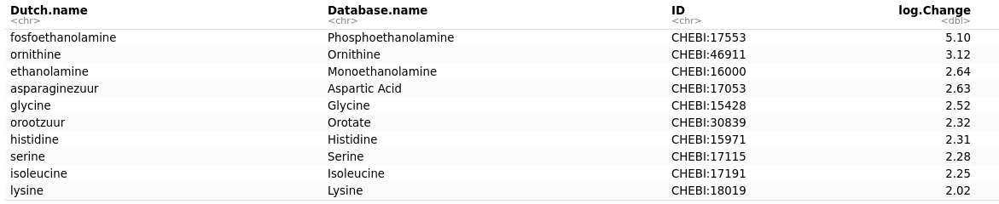 Dutch.name Database.name ID log.Change
<chr> <chr> <chr> <dbl>
fosfoethanolamine Phosphoethanolamine CHEBI:17553 5.10
ornithine Ornithine CHEBI:46911 3.12
ethanolamine Monoethanolamine CHEBI:16000 2.64
asparaginezuur Aspartic Acid CHEBI:17053 2.63
glycine Glycine CHEBI:15428 2.52
orootzuur Orotate CHEBI:30839 2.32
histidine Histidine CHEBI:15971 2.31
serine Serine CHEBI:17115 2.28
isoleucine Isoleucine CHEBI:17191 2.25
lysine Lysine CHEBI:18019 2.02